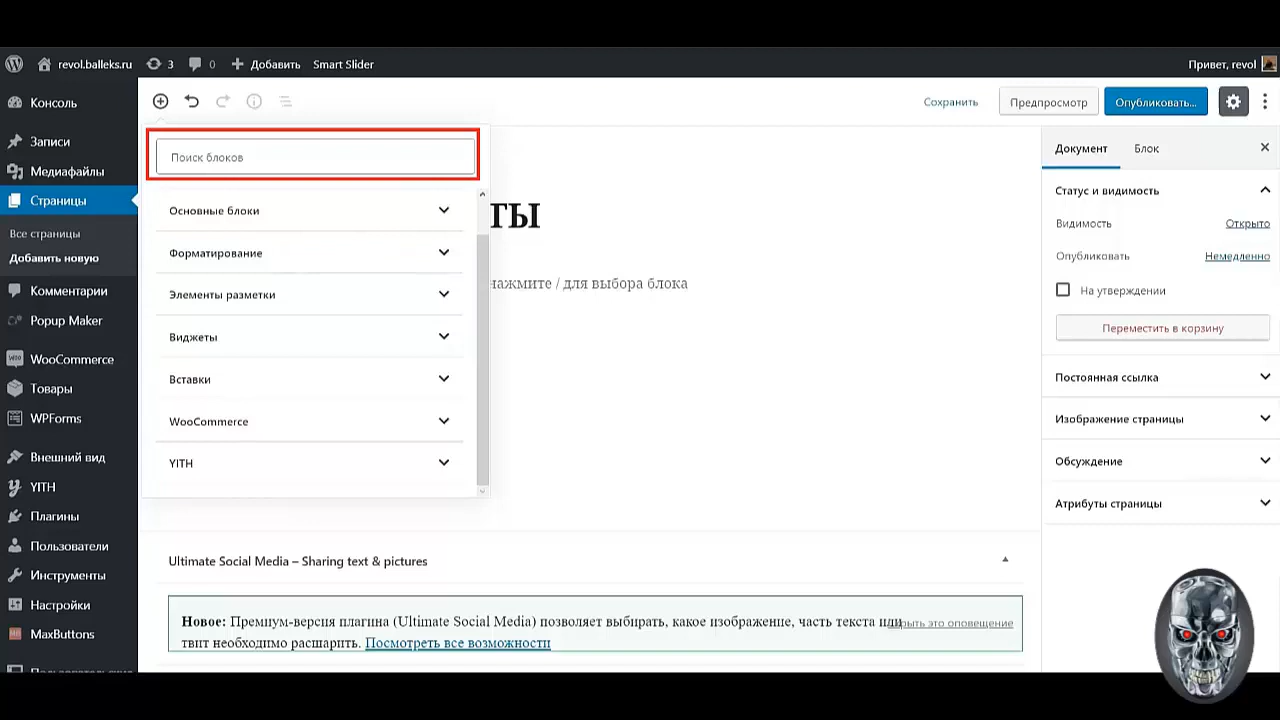 revol.balleks.ru 3 0 Добавить Smart Slider Привет, revol
Консоль
Записи
Медиафайлы
Страницы
Все страницы
Добавить новую
Комментарии
Popup Maker
WooCommerce
Товары
WPForms
Внешний вид
YITH
Плагины
Пользователи
Инструменты
Настройки
MaxButtons
Сохранить Предпросмотр Опубликовать...
Поиск блоков
Основные блоки
Форматирование
Элементы разметки
Виджеты
Вставки
WooCommerce
YITH
ты
нажмите / для выбора блока
Ultimate Social Media – Sharing text & pictures
Новое: Премиум-версия плагина (Ultimate Social Media) позволяет выбирать, какое изображение, часть текста или
твит необходимо расшарить. Посмотреть все возможности
это оповещение
Документ Блок
Статус и видимость
Видимость Открыто
Опубликовать Немедленно
На утверждении
Переместить в корзину
Постоянная ссылка
Изображение страницы
Обсуждение
Атрибуты страницы